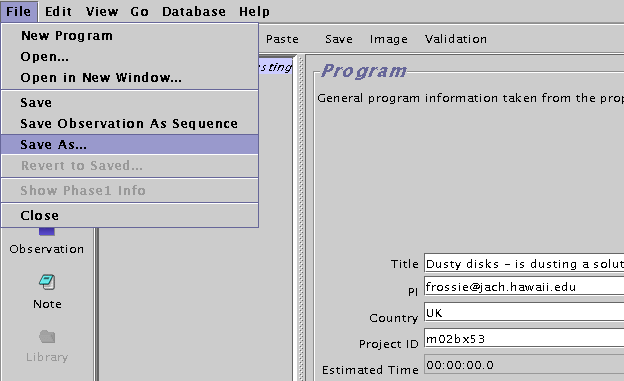 File Edit View Go Database Help
New Program
Open...
Open in New Window...
Save
Save Observation As Sequence
Save As...
Revert to Saved...
Show Phase1 Info
Close
Paste Save Image Validation
Observation
Note
Library
Program
General program information taken from the
Title Dusty disks - is dusting a
PI frossie@jach.hawaii.edu
Country UK
Project ID m02bx53
Estimated Time 00:00:00.0